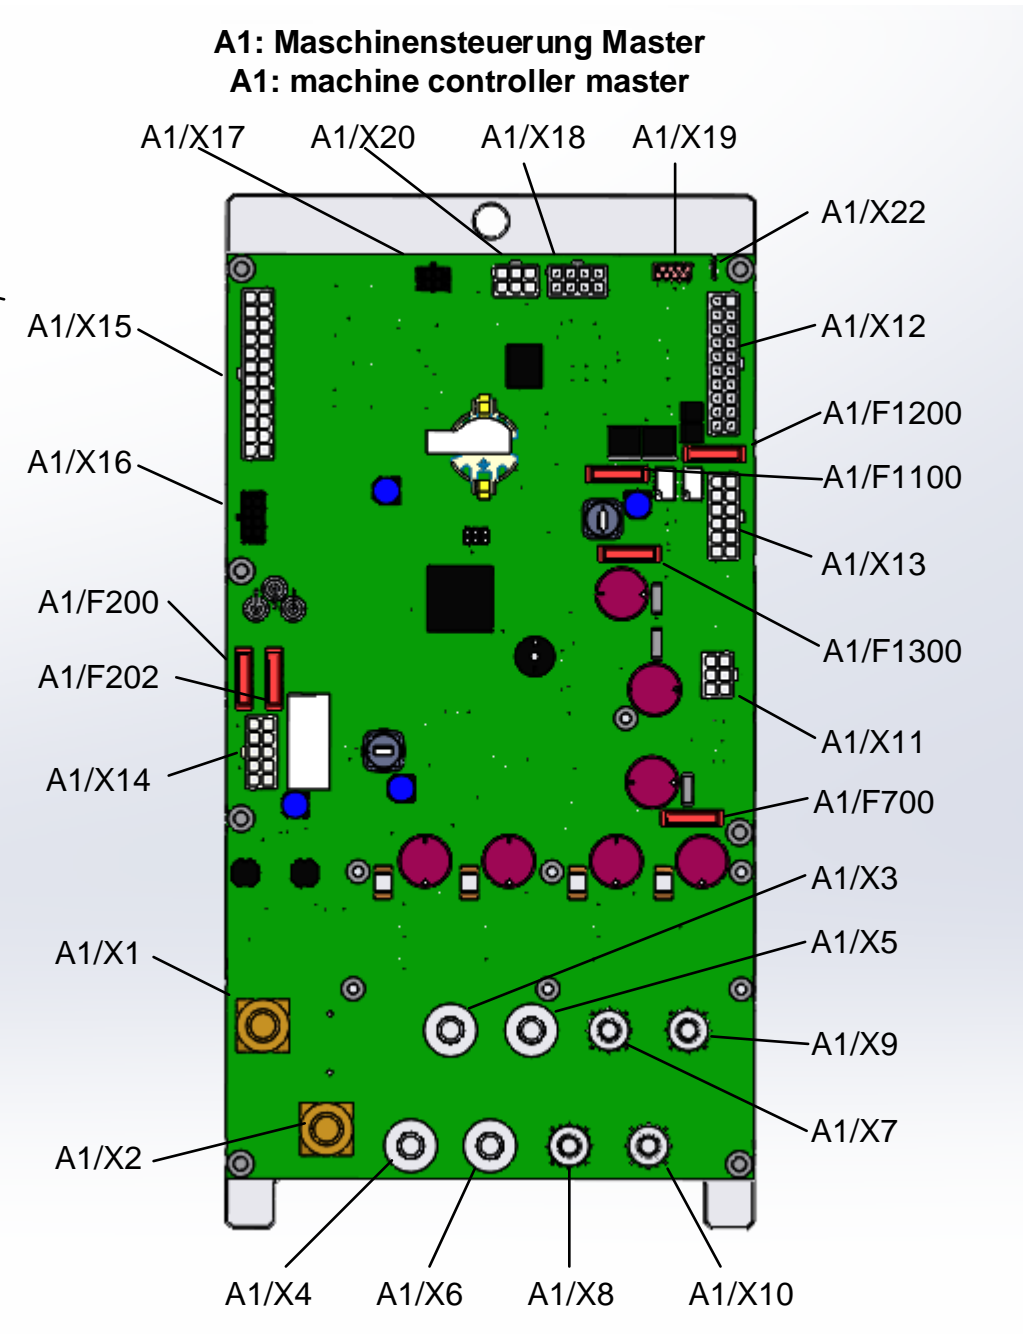 A1: Maschinensteuerung Master
A1: machine controller master
A1/X17 A1/X20 A1/X18 A1/X19
A1/X22
A1/X15
A1/X12
A1/F1200
A1/X16
A1/F1100
A1/X13
A1/F200
A1/F1300
A1/F202
A1/X11
A1/X14
A1/F700
A1/X3
A1/X5
A1/X1
A1/X9
A1/X7
A1/X2
A1/X4 A1/X6 A1/X8 A1/X10